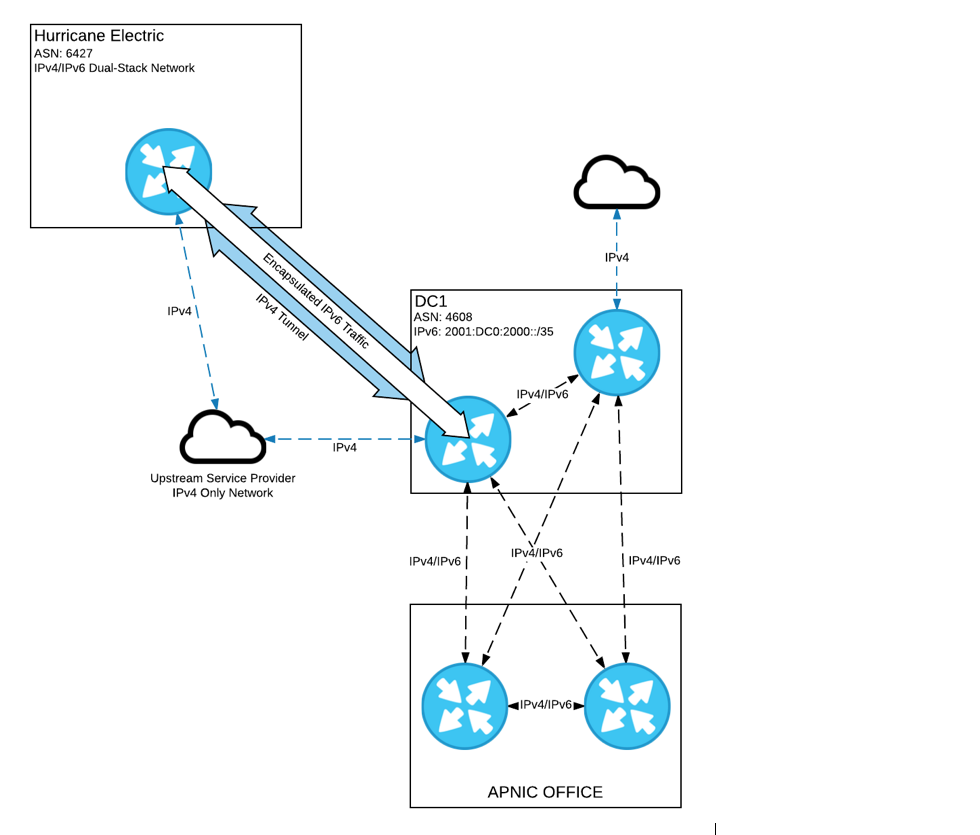 Hurricane Electric
ASN: 6427
IPv4/IPv6 Dual-Stack Network
IPv4
Encapsulated IPv6 Traffic
IPv4 Tunnel
IPv4
DC1
ASN: 4608
IPv6: 2001:DC0:2000::/35
IPv4/IPv6
IPv4
Upstream Service Provider
IPv4 Only Network
IPv4/IPv6
IPv4/IPv6
IPv4/IPv6
IPv4/IPv6
APNIC OFFICE